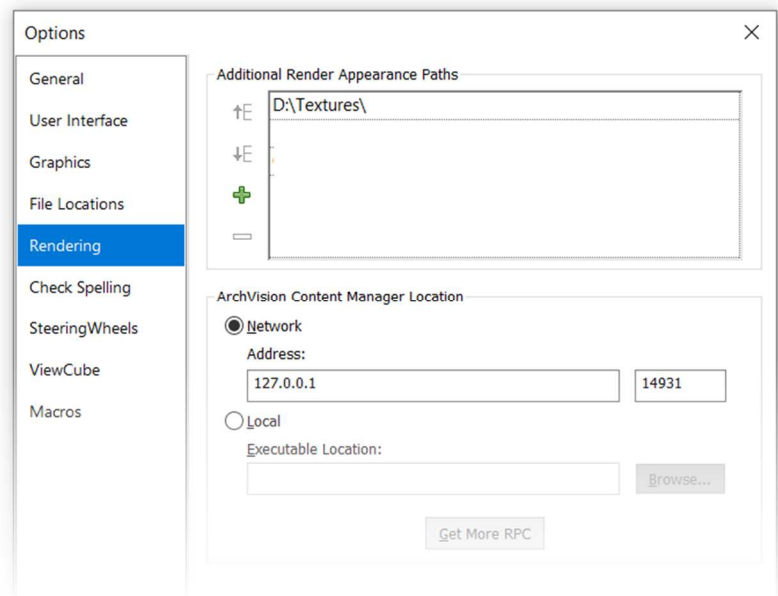 Options
General
User Interface
Graphics
File Locations
Rendering
Check Spelling
SteeringWheels
ViewCube
Macros
Additional Render Appearance Paths
D:\Textures\
ArchVision Content Manager Location
Network
Address:
127.0.0.1 14931
Local
Executable Location:
Browse...
Get More RPC